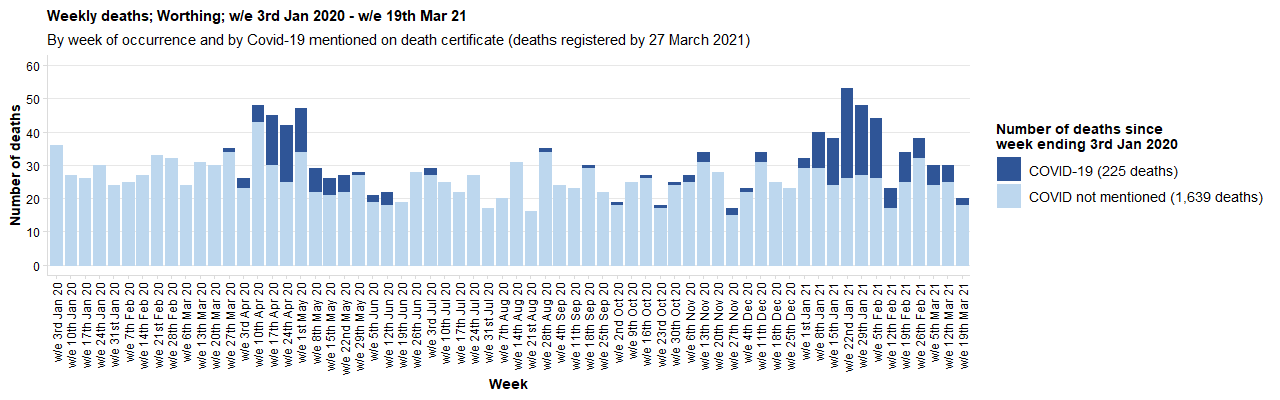 Weekly deaths; Worthing; w/e 3rd Jan 2020 - w/e 19th Mar 21
By week of occurrence and by Covid-19 mentioned on death certificate (deaths registered by 27 March 2021)
Number of deaths
60
50
40
30
20
10
0
w/e 3rd Jan 20
w/e 10th Jan 20
w/e 17th Jan 20
w/e 24th Jan 20
w/e 31st Jan 20
w/e 7th Feb 20
w/e 14th Feb 20
w/e 21st Feb 20
w/e 28th Feb 20
w/e 6th Mar 20
w/e 13th Mar 20
w/e 20th Mar 20
w/e 27th Mar 20
w/e 3rd Apr 20
w/e 10th Apr 20
w/e 17th Apr 20
w/e 24th Apr 20
w/e 1st May 20
w/e 8th May 20
w/e 15th May 20
w/e 22nd May 20
w/e 29th May 20
w/e 5th Jun 20
w/e 12th Jun 20
w/e 19th Jun 20
w/e 26th Jun 20
w/e 3rd Jul 20
w/e 10th Jul 20
w/e 17th Jul 20
w/e 24th Jul 20
w/e 31st Jul 20
w/e 7th Aug 20
w/e 14th Aug 20
w/e 21st Aug 20
w/e 28th Aug 20
w/e 4th Sep 20
w/e 11th Sep 20
w/e 18th Sep 20
w/e 25th Sep 20
w/e 2nd Oct 20
w/e 9th Oct 20
w/e 16th Oct 20
w/e 23rd Oct 20
w/e 30th Oct 20
w/e 6th Nov 20
w/e 13th Nov 20
w/e 20th Nov 20
w/e 27th Nov 20
w/e 4th Dec 20
w/e 11th Dec 20
w/e 18th Dec 20
w/e 25th Dec 20
w/e 1st Jan 21
w/e 8th Jan 21
w/e 15th Jan 21
w/e 22nd Jan 21
w/e 29th Jan 21
w/e 5th Feb 21
w/e 12th Feb 21
w/e 19th Feb 21
w/e 26th Feb 21
w/e 5th Mar 21
w/e 12th Mar 21
w/e 19th Mar 21
Week
Number of deaths since
week ending 3rd Jan 2020
COVID-19 (225 deaths)
COVID not mentioned (1,639 deaths)